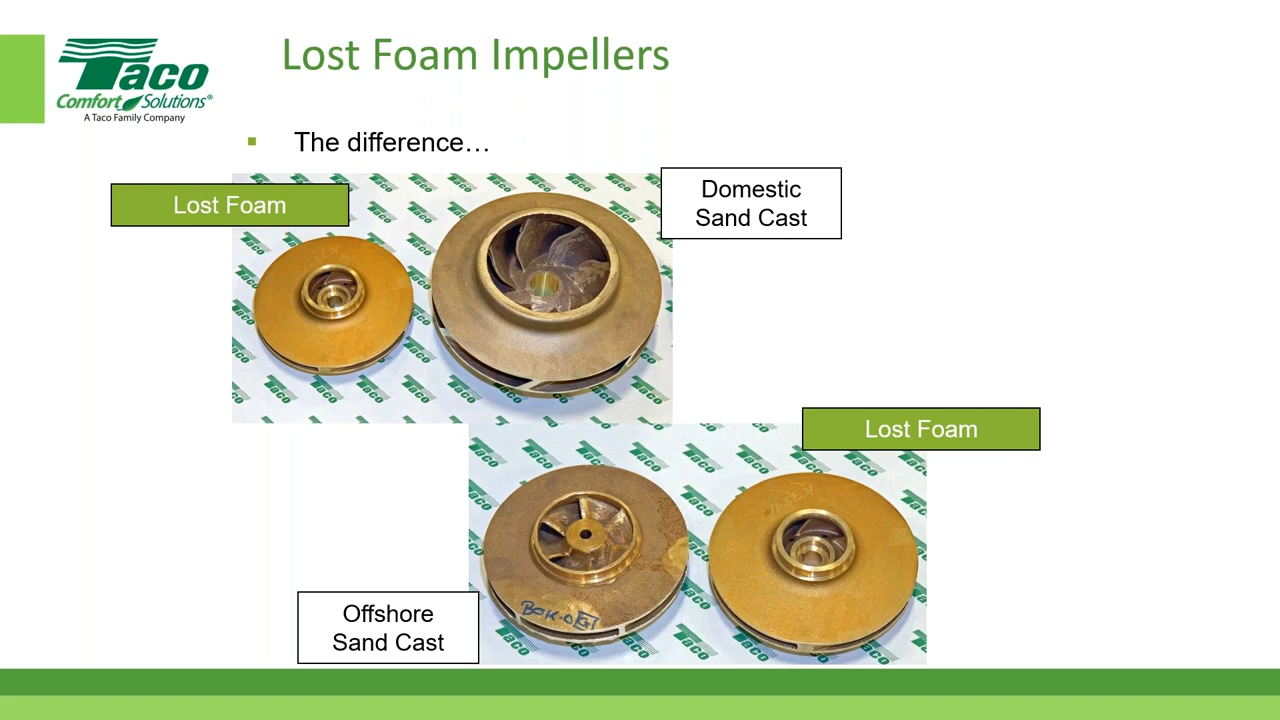 Lost Foam Impellers
Taco
Comfort Solutions®
A Taco Family Company
The difference…
Lost Foam
Domestic
Sand Cast
Lost Foam
Offshore
Sand Cast